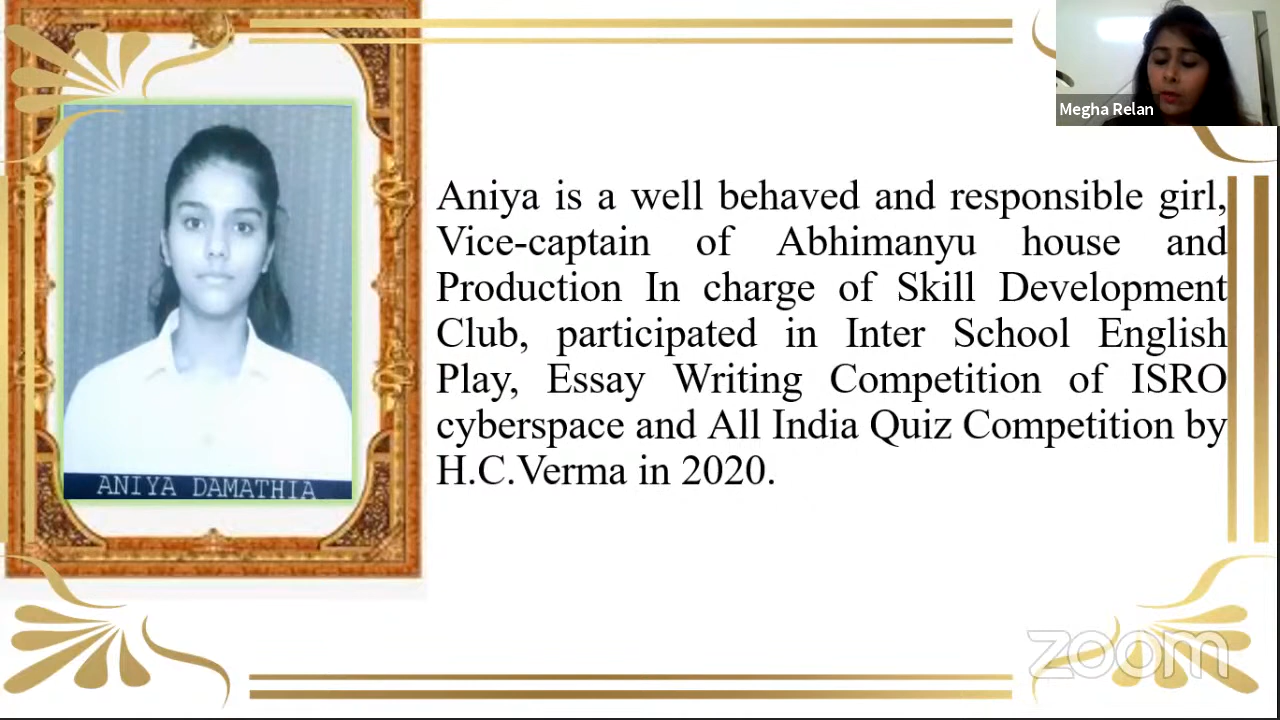 Megha Relan
Aniya is a well behaved and responsible girl,
Vice-captain of Abhimanyu house and
Production In charge of Skill Development
Club, participated in Inter School English
Play, Essay Writing Competition of ISRO
cyberspace and All India Quiz Competition by
H.C.Verma in 2020.
ANIYA DAMATHIA
zoom